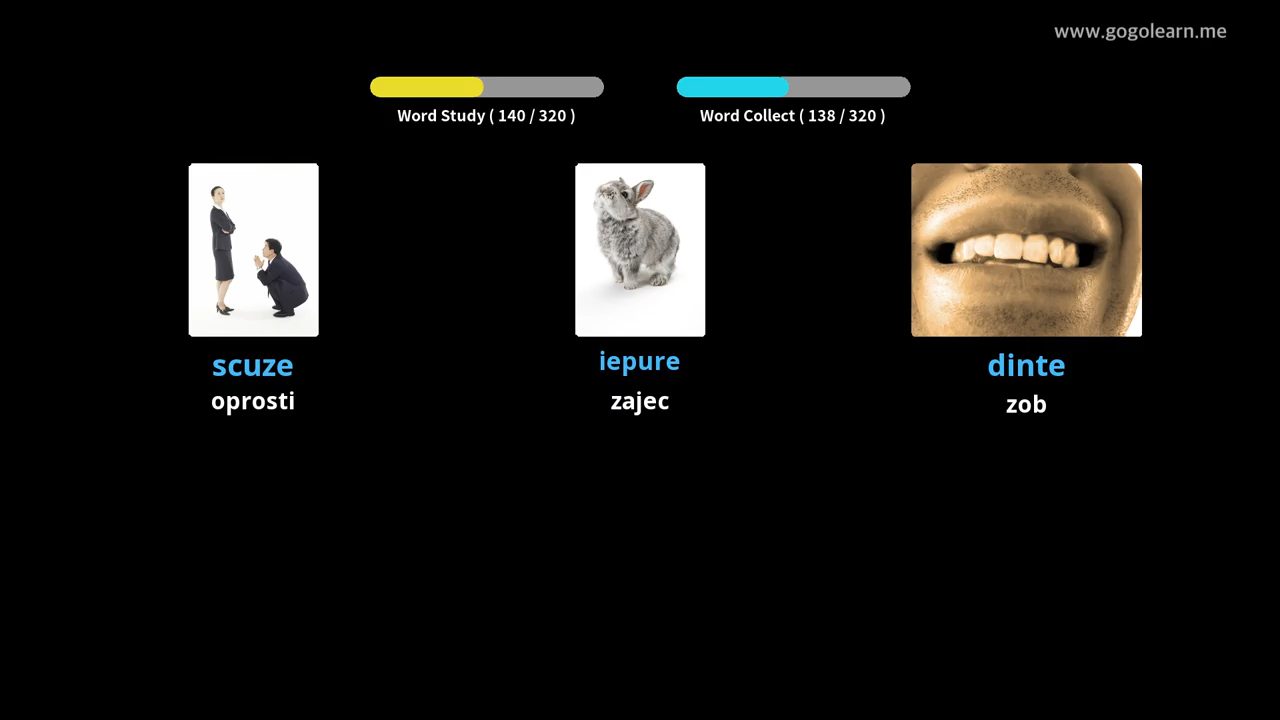 www.gogolearn.me
Word Study ( 140 / 320 )
Word Collect ( 138 / 320 )
scuze
oprosti
iepure
zajec
dinte
zob